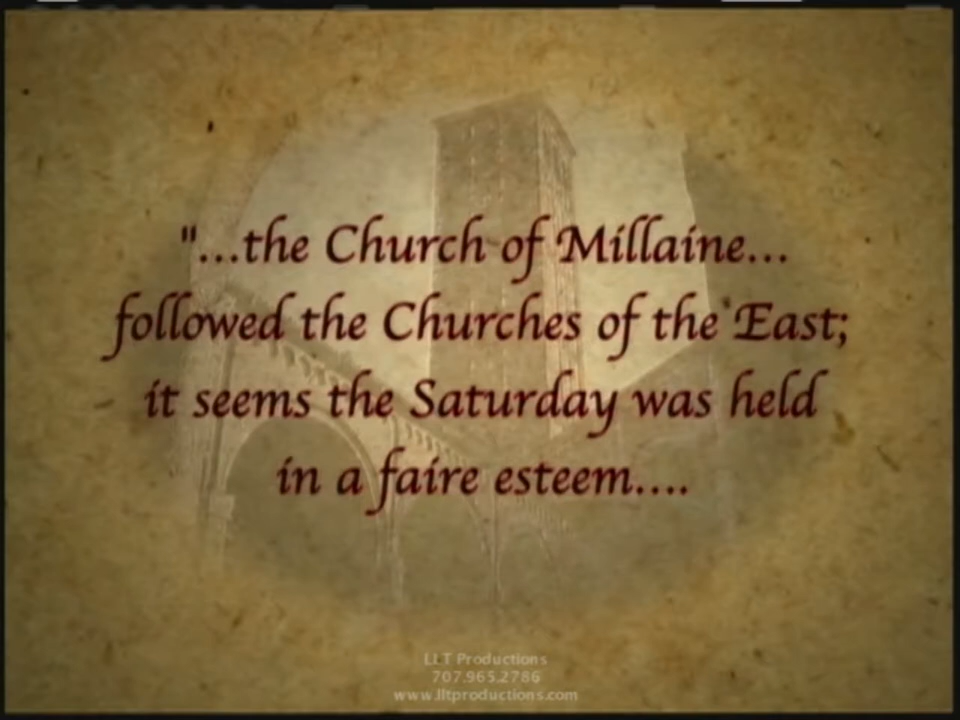 "...the Church of Millaine...
followed the Churches of the East;
it seems the Saturday was held
in a faire esteem....
LLT Productions
707.965.2786
www.lltproductions.com